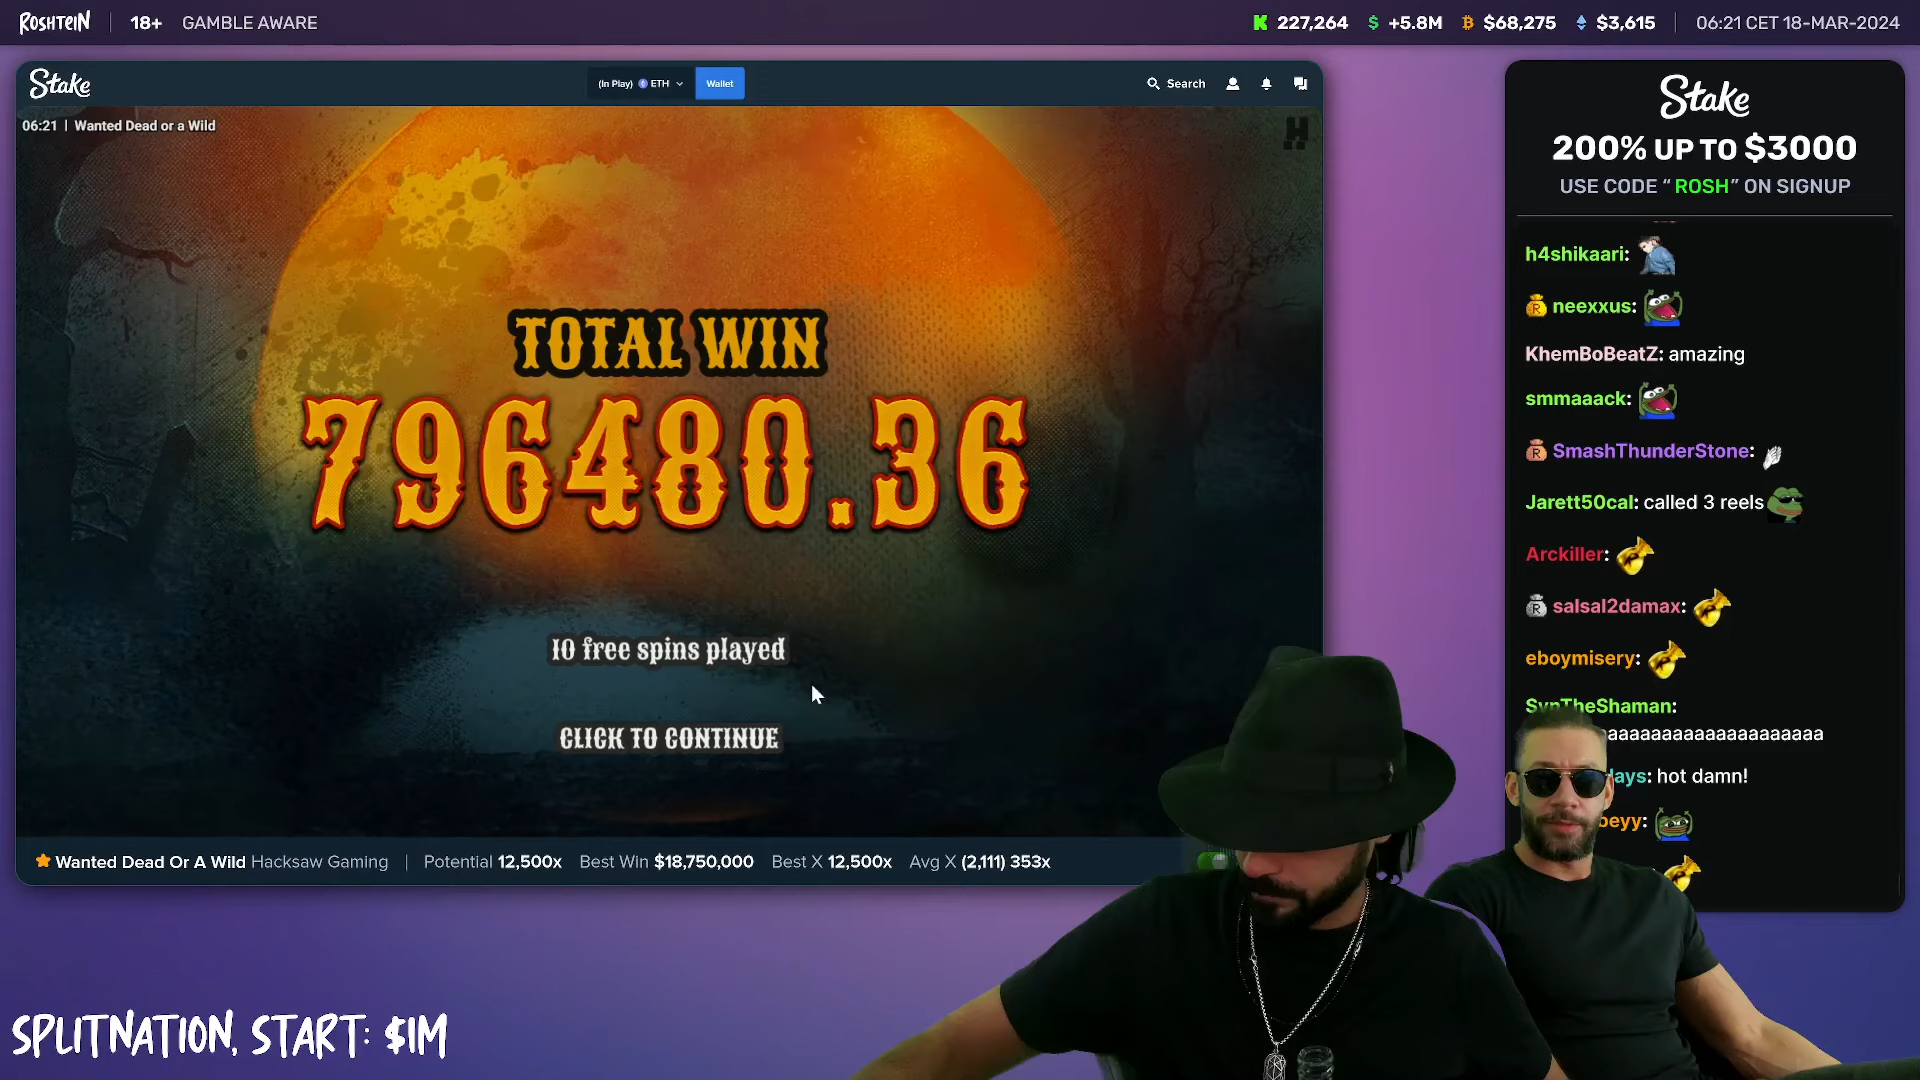 ROSHTEIN
18+ GAMBLE AWARE
227,264 $ +5.8M $68,275 $3,615 06:21 CET 18-MAR-2024
Stake
(In Play) ETH Wallet
Search
06:21 | Wanted Dead or a Wild
TOTAL WIN
796480.36
10 free spins played
CLICK TO CONTINUE
Wanted Dead Or A Wild Hacksaw Gaming | Potential 12,500x Best Win $18,750,000 Best X 12,500x Avg X (2,111) 353x
SPLITNATION, START: $1M
Stake
200% UP TO $3000
USE CODE "ROSH" ON SIGNUP
h4shikaari:
neexxus:
KhemBoBeatZ: amazing
smmaaack:
SmashThunderStone:
Jarett50cal: called 3 reels
Arckiller:
salsal2damax:
eboymisery:
SynTheShaman:
aaaaaaaaaaaaaaaaaaaa
hot damn!